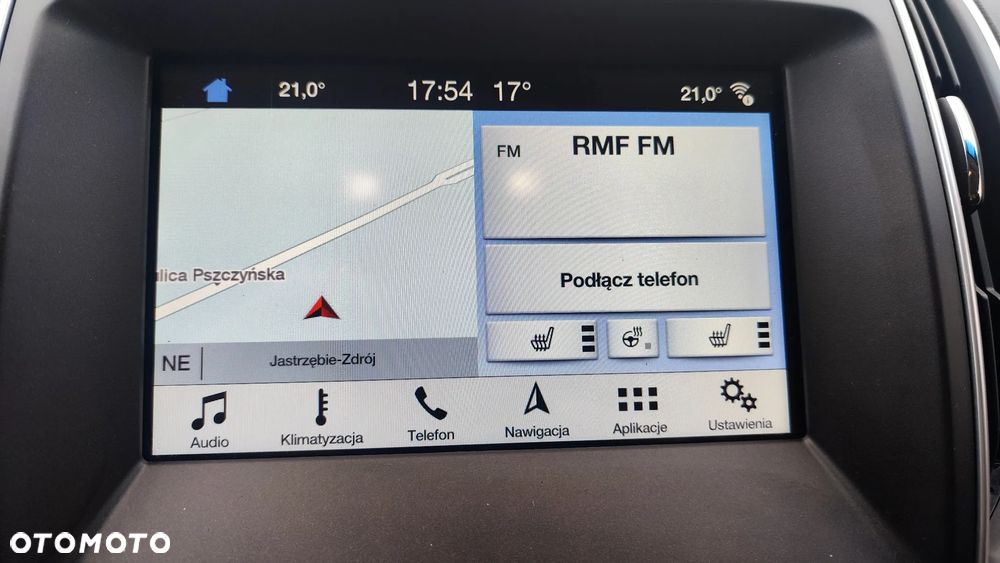 21,0° 17:54 17° 21,0°
FM RMF FM
Podłącz telefon
ulica Pszczyńska
NE Jastrzębie-Zdrój
Audio Klimatyzacja Telefon Nawigacja Aplikacje Ustawienia
OTOMOTO